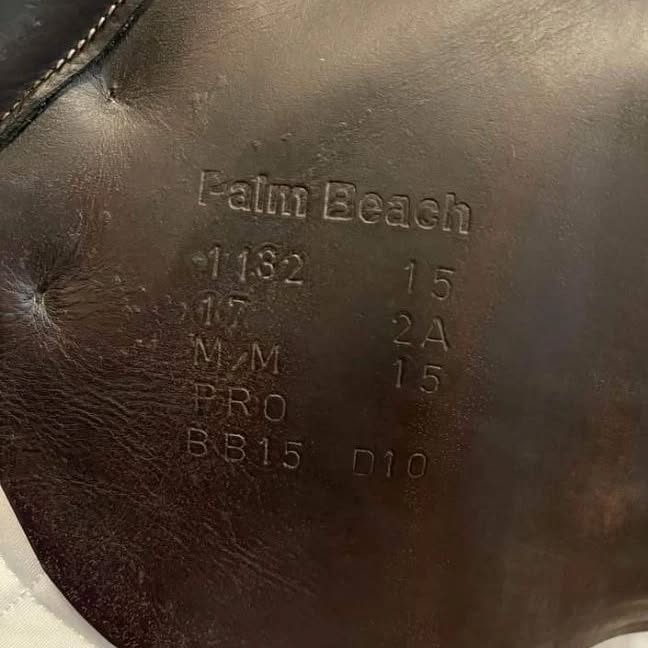 Palm Beach
1132 15
17 2A
M/M 15
PRO
BB15 D10